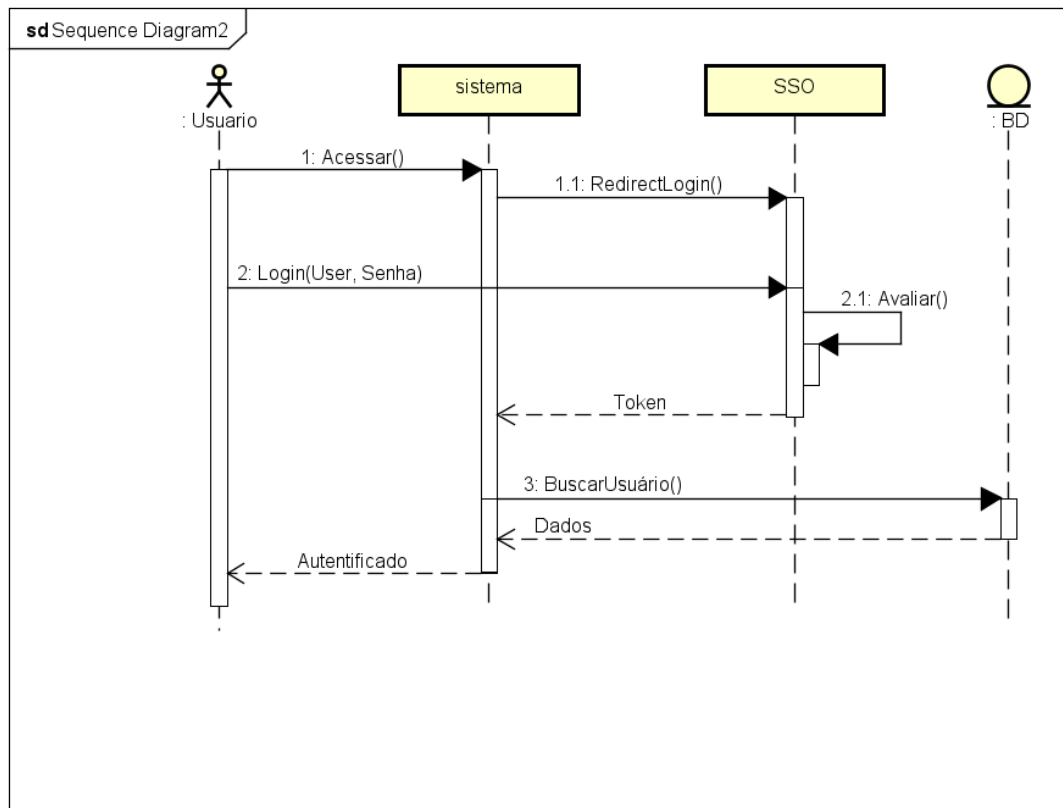 sd Sequence Diagram2
sistema
SSO
: Usuario
: BD
1: Acessar()
1.1: RedirectLogin()
2: Login(User, Senha)
2.1: Avaliar()
Token
3: BuscarUsuário()
Dados
Autentificado